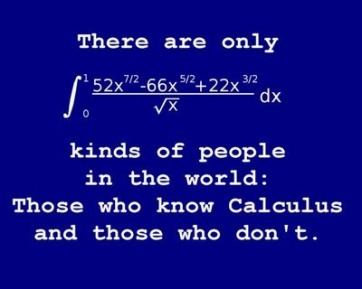 There are only
∫₀¹ (52x^{7/2}-66x^{5/2}+22x^{3/2})/√x dx
kinds of people
in the world:
Those who know Calculus
and those who don't.